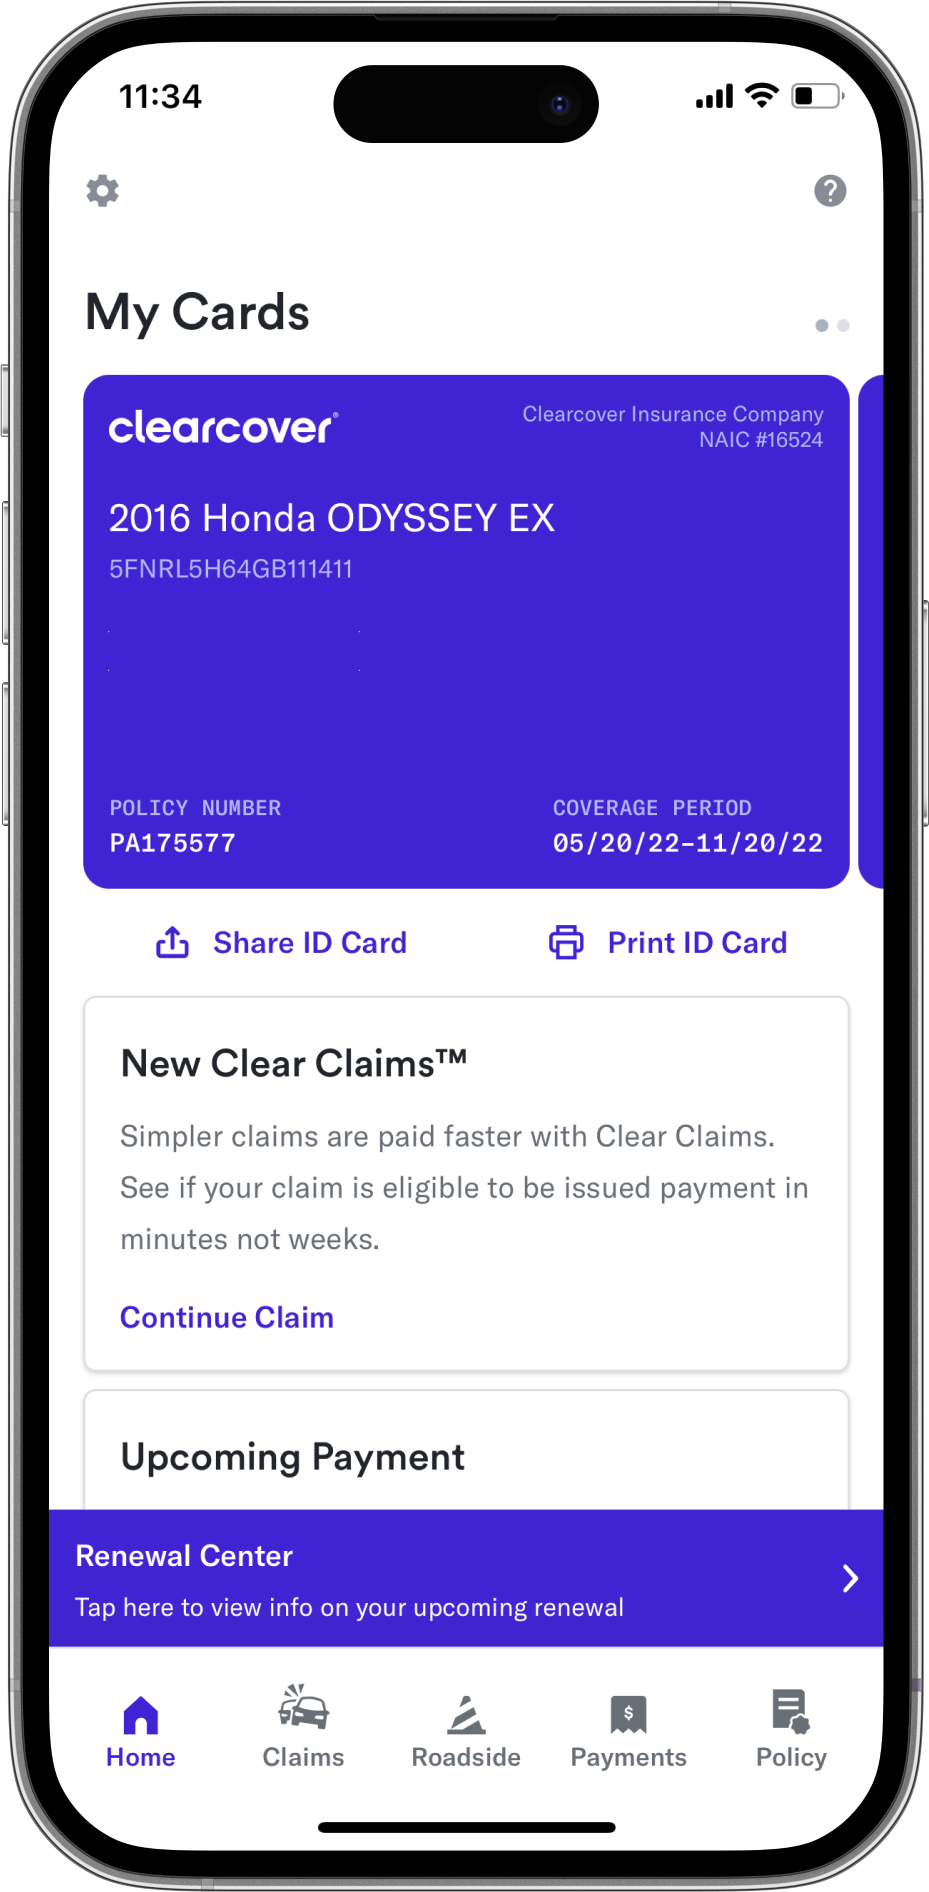 11:34
My Cards
clearcover®
Clearcover Insurance Company
NAIC #16524
2016 Honda ODYSSEY EX
5FNRL5H64GB111411
POLICY NUMBER
COVERAGE PERIOD
PA175577
05/20/22–11/20/22
Share ID Card
Print ID Card
New Clear Claims™
Simpler claims are paid faster with Clear Claims.
See if your claim is eligible to be issued payment in
minutes not weeks.
Continue Claim
Upcoming Payment
Renewal Center
Tap here to view info on your upcoming renewal
Home
Claims
Roadside
Payments
Policy